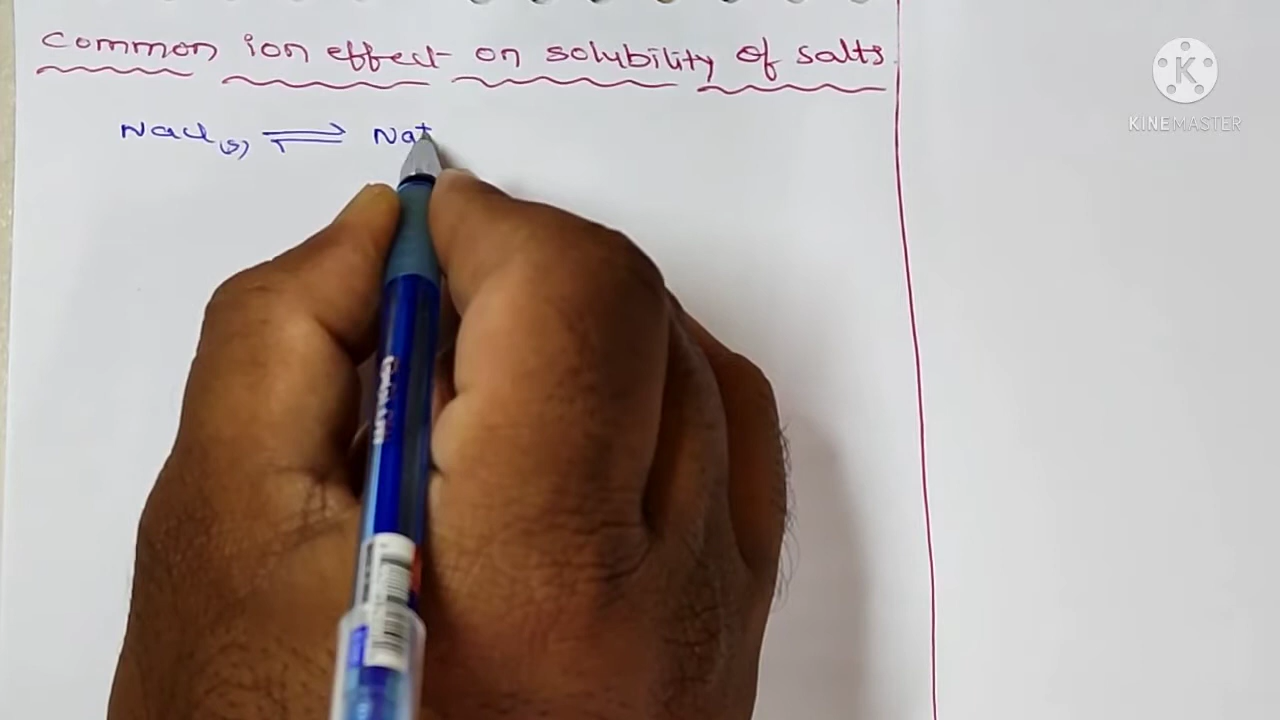 common ion effect on solubility of salts
NaCl(s) ⇌ Na+
KINEMASTER